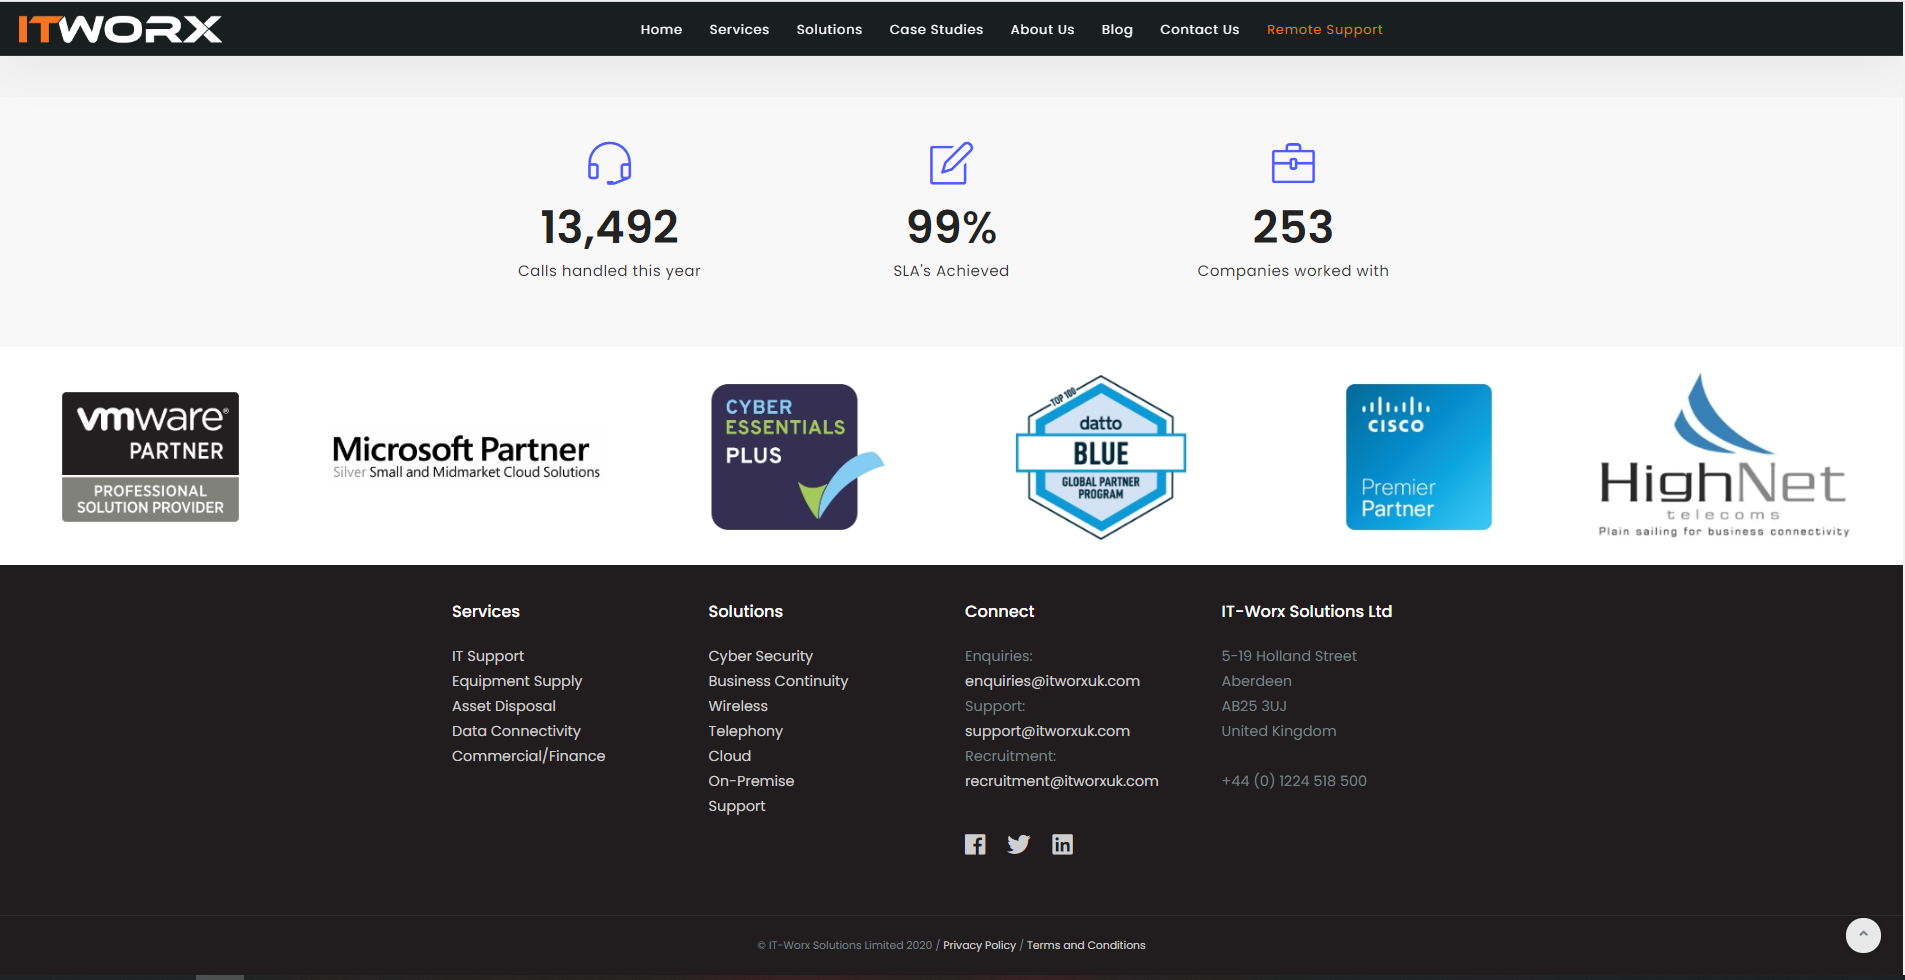 ITWORX
Home Services Solutions Case Studies About Us Blog Contact Us Remote Support
13,492
Calls handled this year
99%
SLA's Achieved
253
Companies worked with
vmware®
PARTNER
PROFESSIONAL
SOLUTION PROVIDER
Microsoft Partner
Silver Small and Midmarket Cloud Solutions
CYBER
ESSENTIALS
PLUS
TOP 100
datto
BLUE
GLOBAL PARTNER
PROGRAM
CISCO
Premier
Partner
HighNet
telecoms
Plain sailing for business connectivity
Services
IT Support
Equipment Supply
Asset Disposal
Data Connectivity
Commercial/Finance
Solutions
Cyber Security
Business Continuity
Wireless
Telephony
Cloud
On-Premise
Support
Connect
Enquiries:
enquiries@itworxuk.com
Support:
support@itworxuk.com
Recruitment:
recruitment@itworxuk.com
IT-Worx Solutions Ltd
5-19 Holland Street
Aberdeen
AB25 3UJ
United Kingdom
+44 (0) 1224 518 500
© IT-Worx Solutions Limited 2020 / Privacy Policy / Terms and Conditions